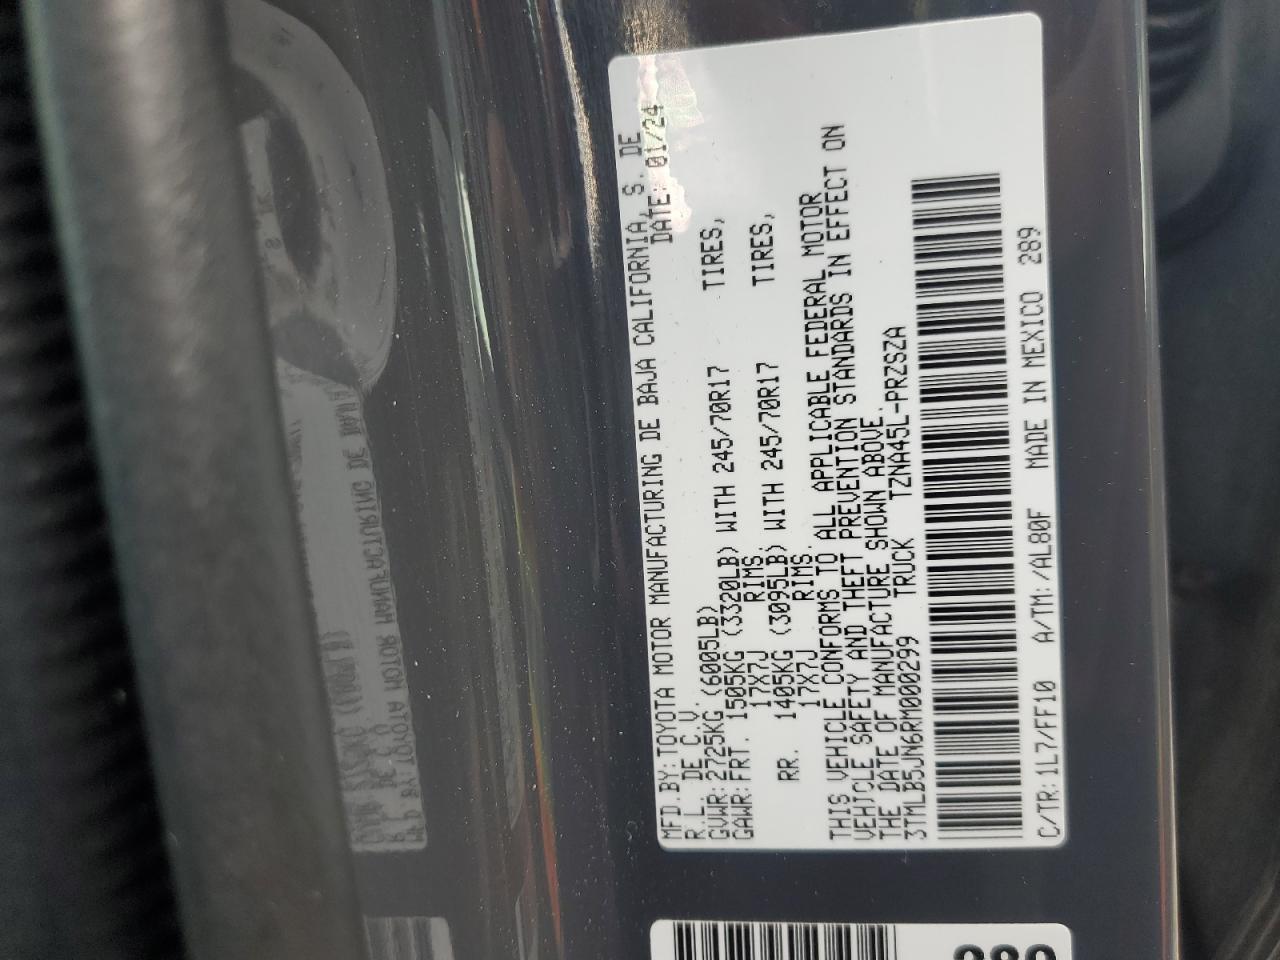 MFD.BY:TOYOTA MOTOR MANUFACTURING DE BAJA CALIFORNIA, S. DE
R.L. DE C.V. DATE: 01/24
GVWR:2725KG (6005LB)
GAWR:FRT. 1505KG (3320LB) WITH 245/70R17 TIRES,
17X7J RIMS.
RR. 1405KG (3095LB) WITH 245/70R17 TIRES,
17X7J RIMS.
THIS VEHICLE CONFORMS TO ALL APPLICABLE FEDERAL MOTOR
VEHICLE SAFETY AND THEFT PREVENTION STANDARDS IN EFFECT ON
THE DATE OF MANUFACTURE SHOWN ABOVE.
3TMLB5JN6RM000299 TRUCK TZNA45L-PRZSZA
C/TR:1L7/FF10 A/TM:/AL80F MADE IN MEXICO 289